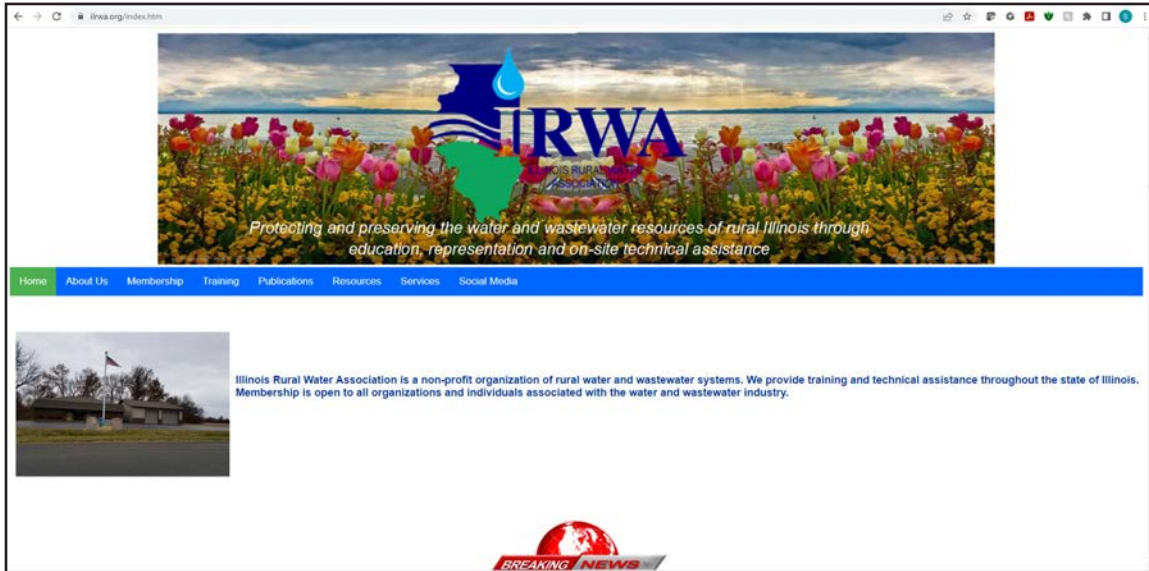 ilrwa.org/index.htm
IRWA
ILLINOIS RURAL WATER
ASSOCIATION
Protecting and preserving the water and wastewater resources of rural Illinois through
education, representation and on-site technical assistance
Home About Us Membership Training Publications Resources Services Social Media
Illinois Rural Water Association is a non-profit organization of rural water and wastewater systems. We provide training and technical assistance throughout the state of Illinois.
Membership is open to all organizations and individuals associated with the water and wastewater industry.
BREAKING NEWS